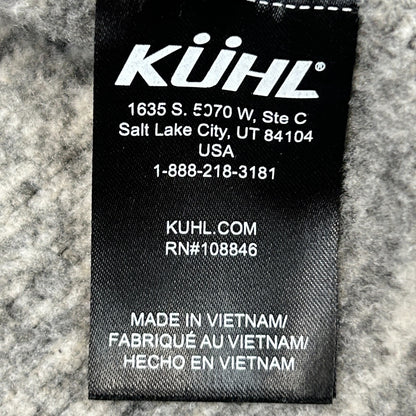 KÜHL®
1635 S. 5070 W, Ste C
Salt Lake City, UT 84104
USA
1-888-218-3181
KUHL.COM
RN#108846
MADE IN VIETNAM/
FABRIQUÉ AU VIETNAM/
HECHO EN VIETNAM